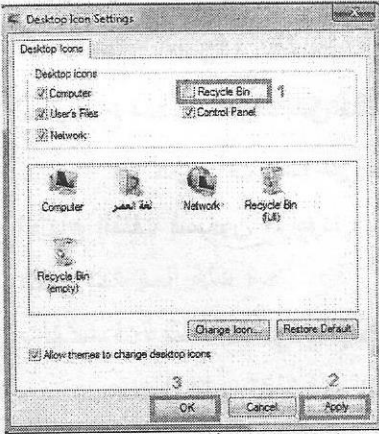 Desktop Icon Settings
Desktop Icons
Desktop icons
Computer
Recycle Bin 1
User's Files
Control Panel
Network
Computer
لغة العصر
Network
Recycle Bin
(full)
Recycle Bin
(empty)
Change Icon...
Restore Default
Allow themes to change desktop icons
3 2
OK
Cancel
Apply